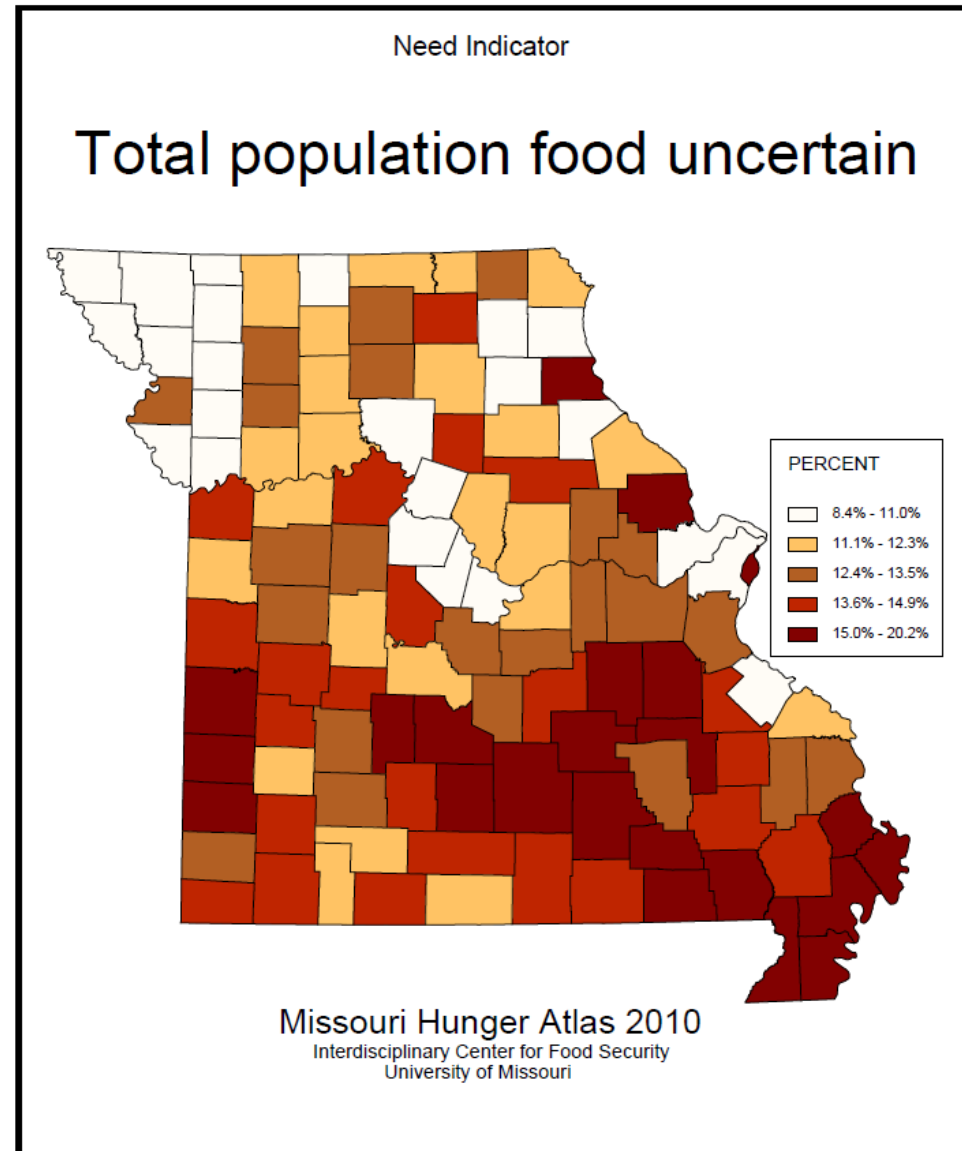 Need Indicator
Total population food uncertain
PERCENT
8.4% - 11.0%
11.1% - 12.3%
12.4% - 13.5%
13.6% - 14.9%
15.0% - 20.2%
Missouri Hunger Atlas 2010
Interdisciplinary Center for Food Security
University of Missouri